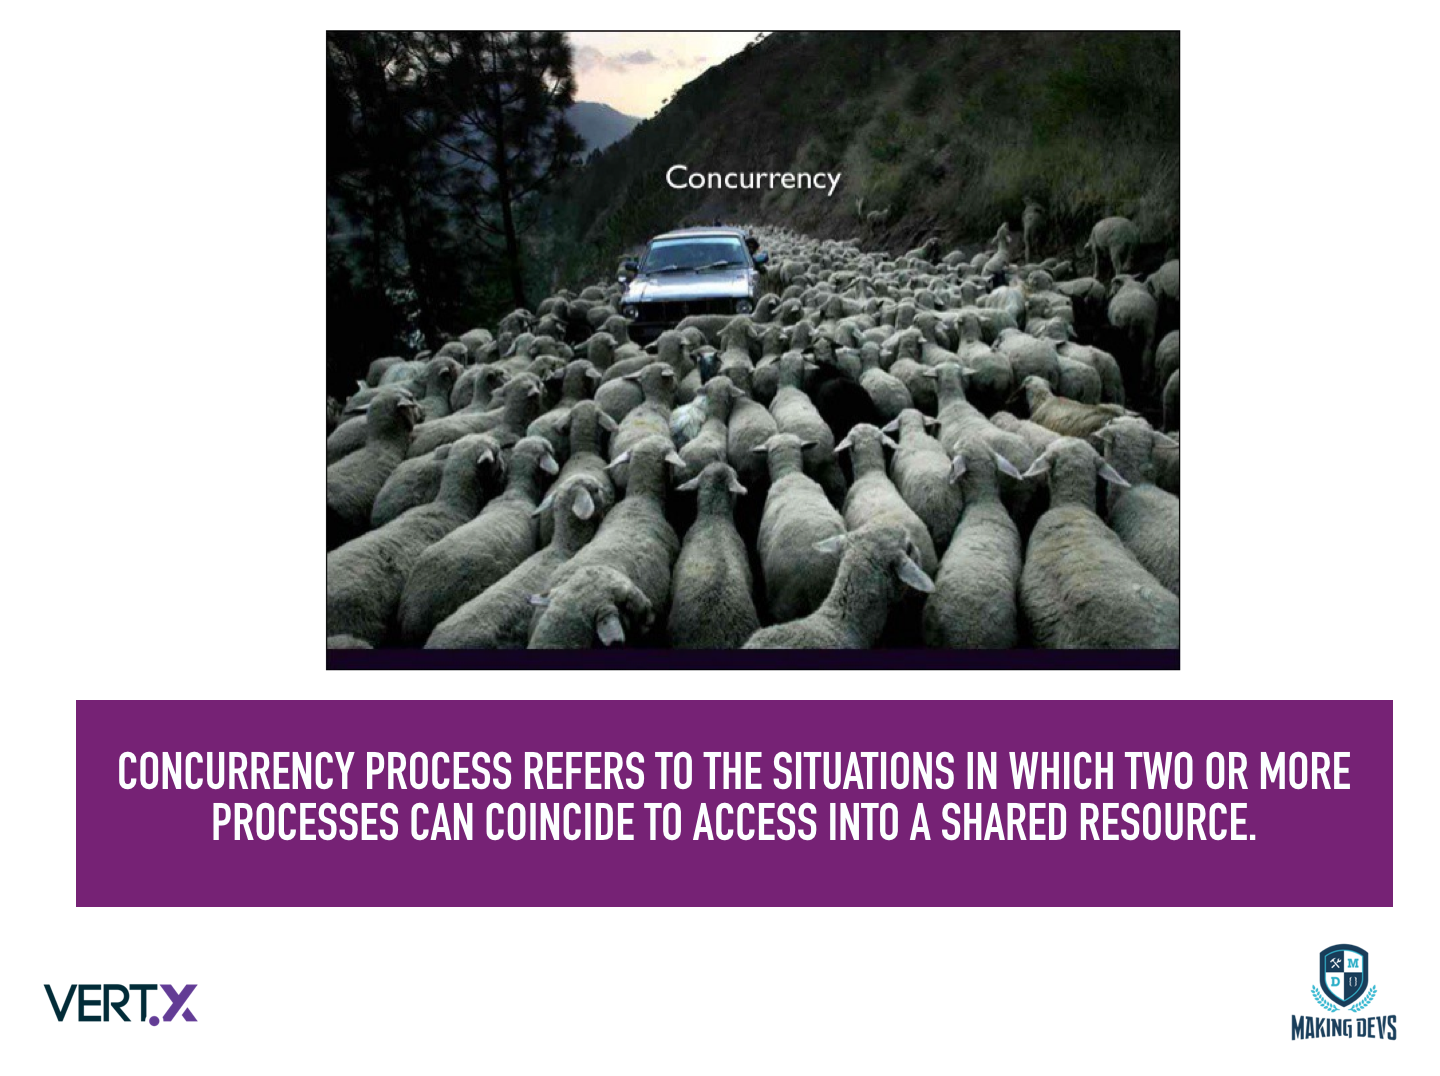 Concurrency
CONCURRENCY PROCESS REFERS TO THE SITUATIONS IN WHICH TWO OR MORE
PROCESSES CAN COINCIDE TO ACCESS INTO A SHARED RESOURCE.
VERT.X
M
D {}
MAKING DEVS